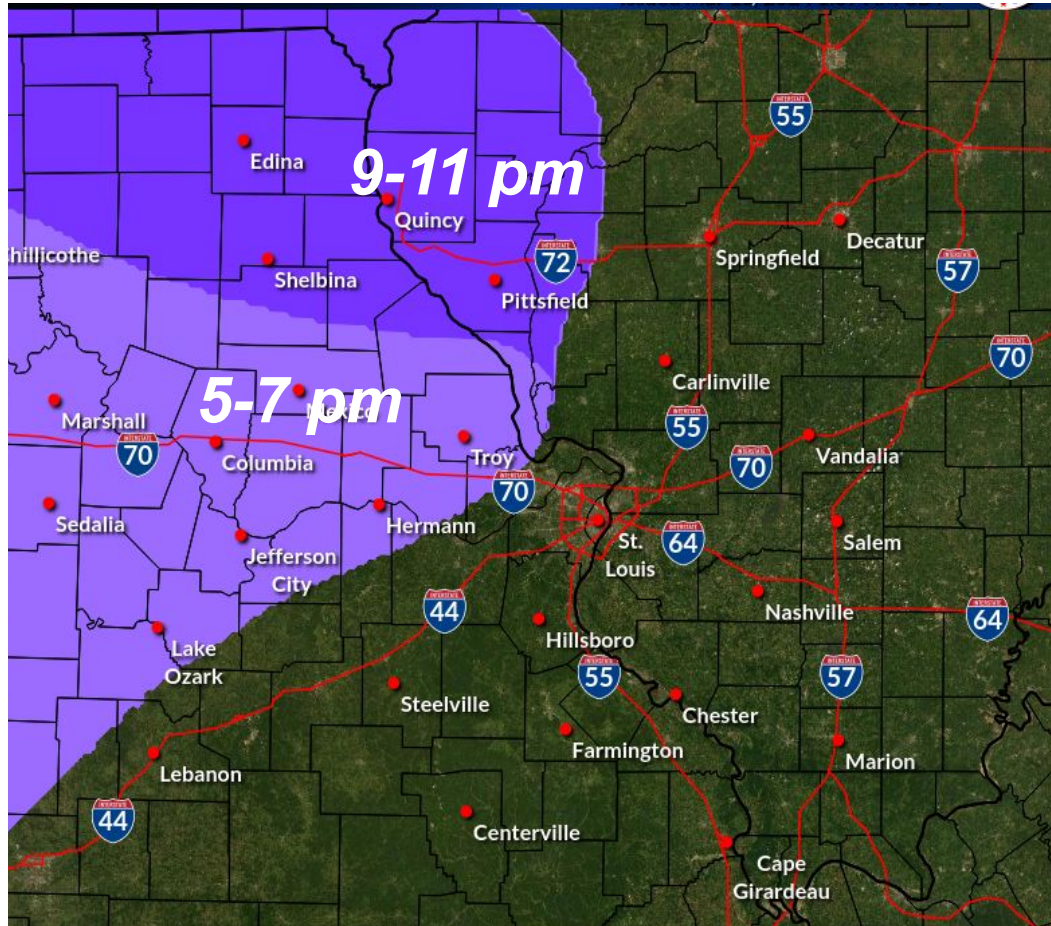 55
Edina
9-11 pm
Quincy
Decatur
Springfield
72
57
hillicothe
Shelbina
Pittsfield
70
Carlinville
5-7 pm
Marshall
55
70
Columbia
Troy
70
70
Vandalia
Sedalia
Hermann
St.
Louis
64
Salem
Jefferson
City
44
Nashville
64
Hillsboro
Lake
Ozark
55
57
Steelville
Chester
Farmington
Marion
Lebanon
44
Centerville
Cape
Girardeau